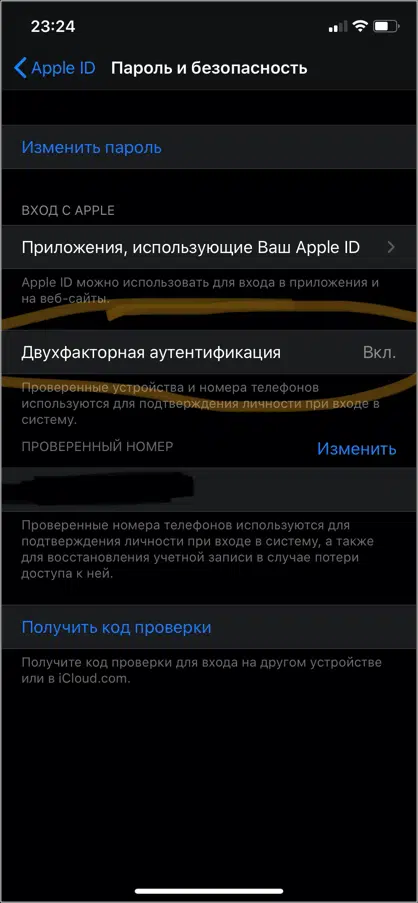 23:24
Apple ID
Пароль и безопасность
Изменить пароль
ВХОД С APPLE
Приложения, использующие Ваш Apple ID
Apple ID можно использовать для входа в приложения и
на веб-сайты.
Двухфакторная аутентификация Вкл.
Проверенные устройства и номера телефонов
используются для подтверждения личности при входе в
систему.
ПРОВЕРЕННЫЙ НОМЕР Изменить
Проверенные номера телефонов используются для
подтверждения личности при входе в систему, а также
для восстановления учетной записи в случае потери
доступа к ней.
Получить код проверки
Получите код проверки для входа на другом устройстве
или в iCloud.com.